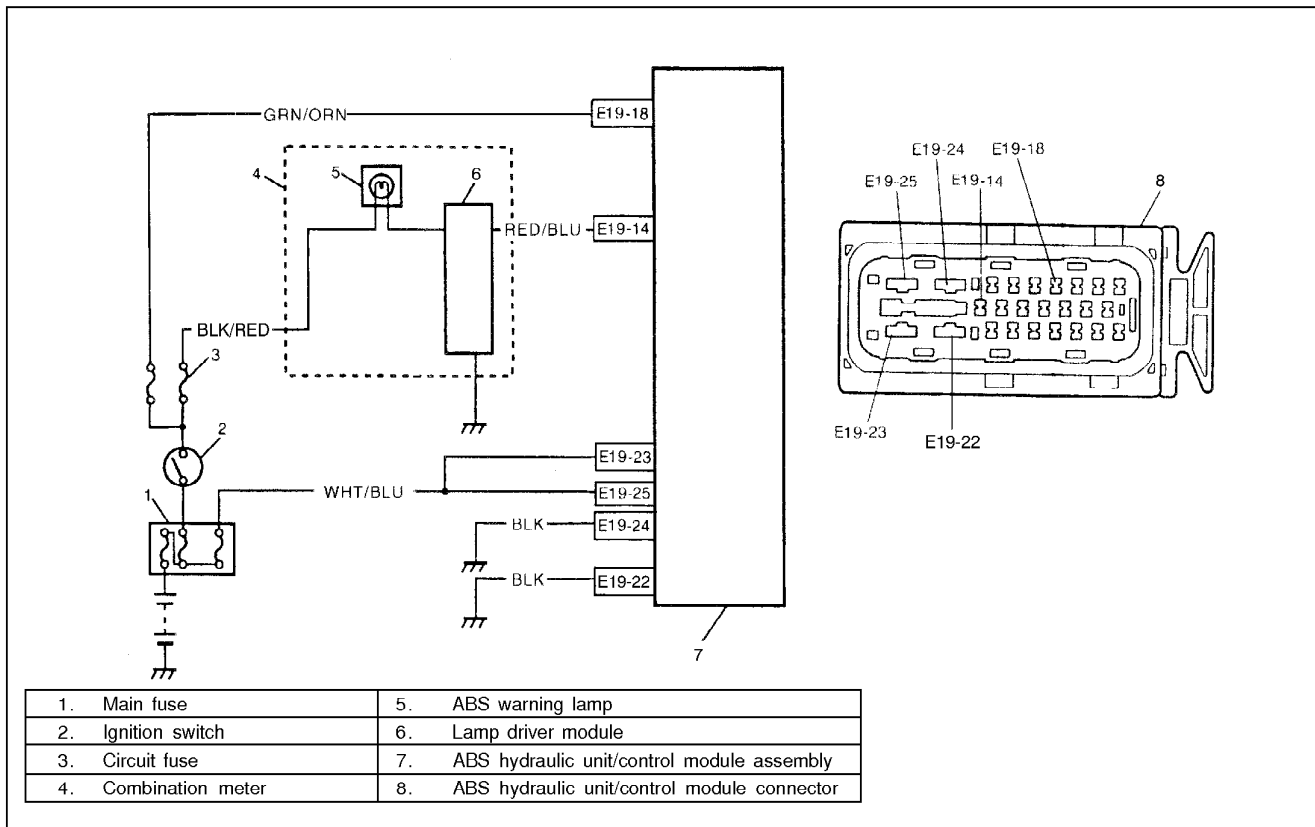 GRN/ORN
E19-18
E19-24
E19-18
4
5
6
E19-25
E19-14
8
RED/BLU
E19-14
BLK/RED
3
E19-23
E19-22
2
E19-23
1
WHT/BLU
E19-25
BLK
E19-24
BLK
E19-22
7
1. Main fuse 5. ABS warning lamp
2. Ignition switch 6. Lamp driver module
3. Circuit fuse 7. ABS hydraulic unit/control module assembly
4. Combination meter 8. ABS hydraulic unit/control module connector